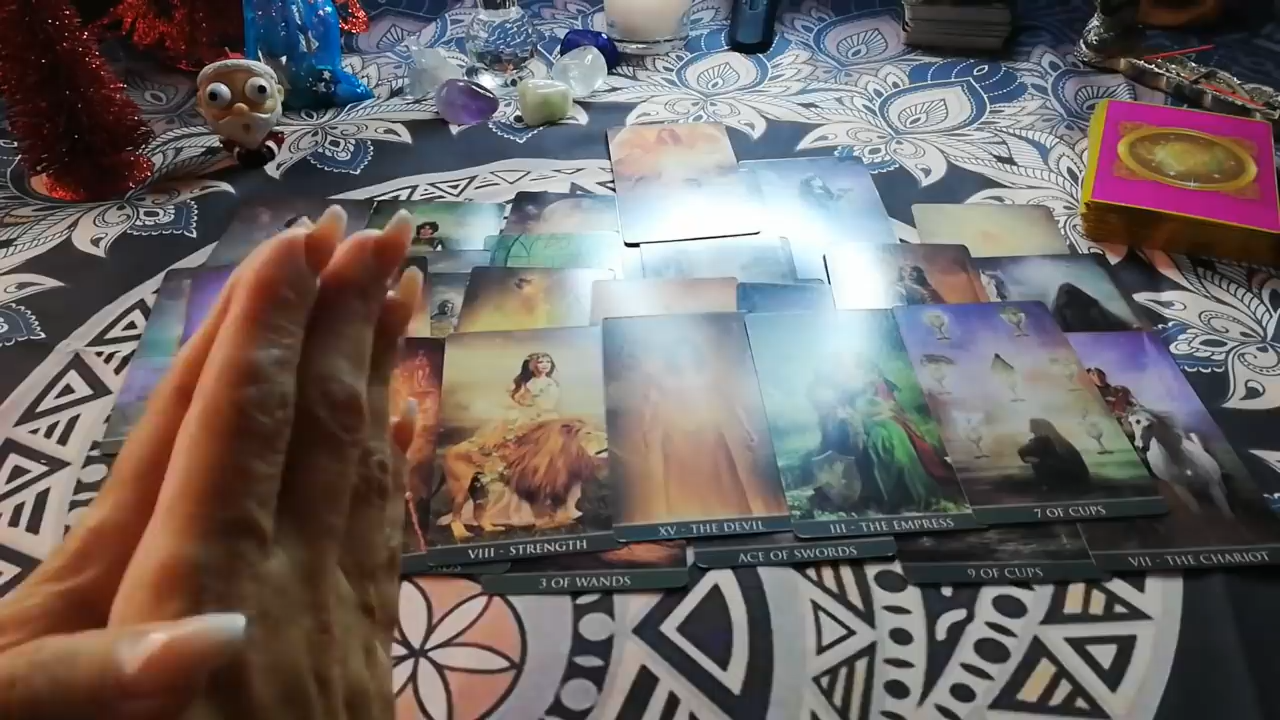 VIII - STRENGTH
XV - THE DEVIL
III - THE EMPRESS
7 OF CUPS
3 OF WANDS
ACE OF SWORDS
9 OF CUPS
VII - THE CHARIOT